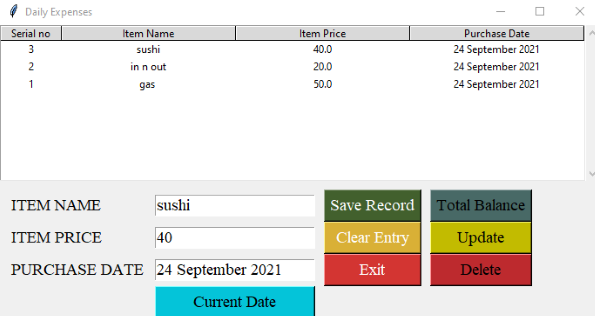 Daily Expenses
Serial no Item Name Item Price Purchase Date
3 sushi 40.0 24 September 2021
2 in n out 20.0 24 September 2021
1 gas 50.0 24 September 2021
ITEM NAME sushi Save Record Total Balance
ITEM PRICE 40 Clear Entry Update
PURCHASE DATE 24 September 2021 Exit Delete
Current Date